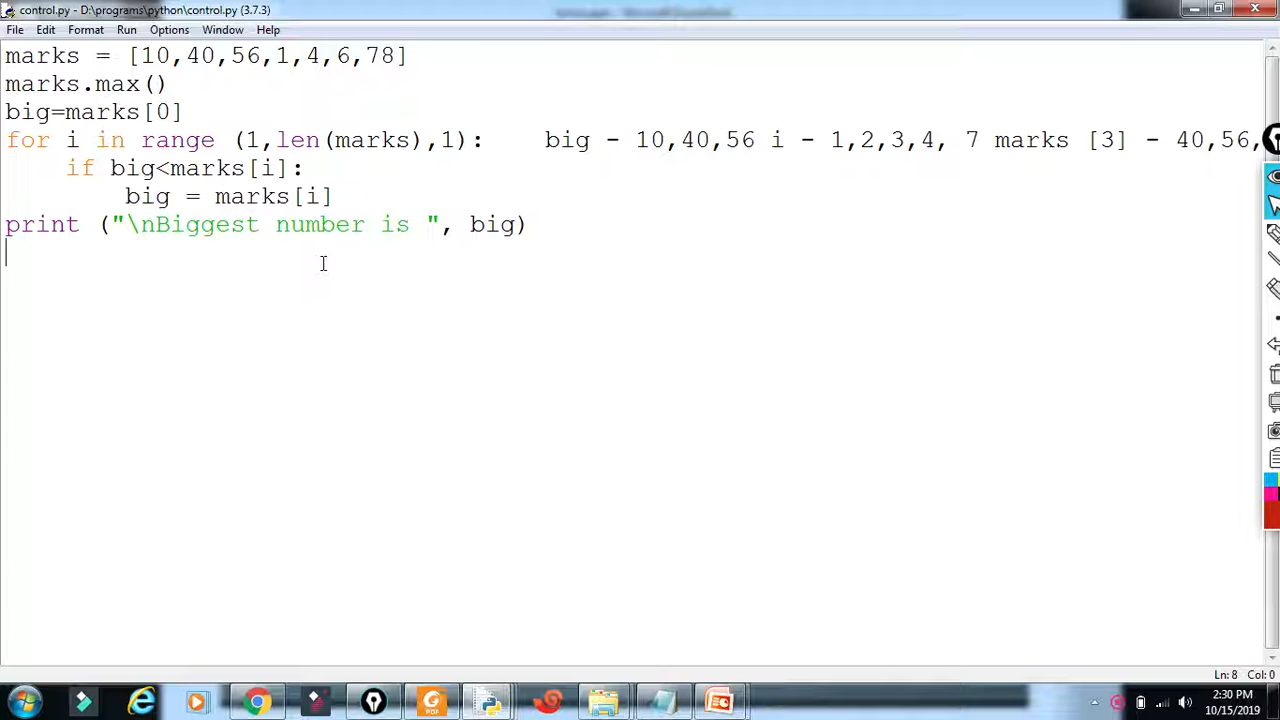 control.py - D:\programs\python\control.py (3.7.3)
File Edit Format Run Options Window Help
marks = [10,40,56,1,4,6,78]
marks.max()
big=marks[0]
for i in range (1,len(marks),1):    big - 10,40,56 i - 1,2,3,4, 7 marks [3] - 40,56,
    if big<marks[i]:
        big = marks[i]
print ("\nBiggest number is ", big)
Ln: 8 Col: 0
PDF
2:30 PM
10/15/2019